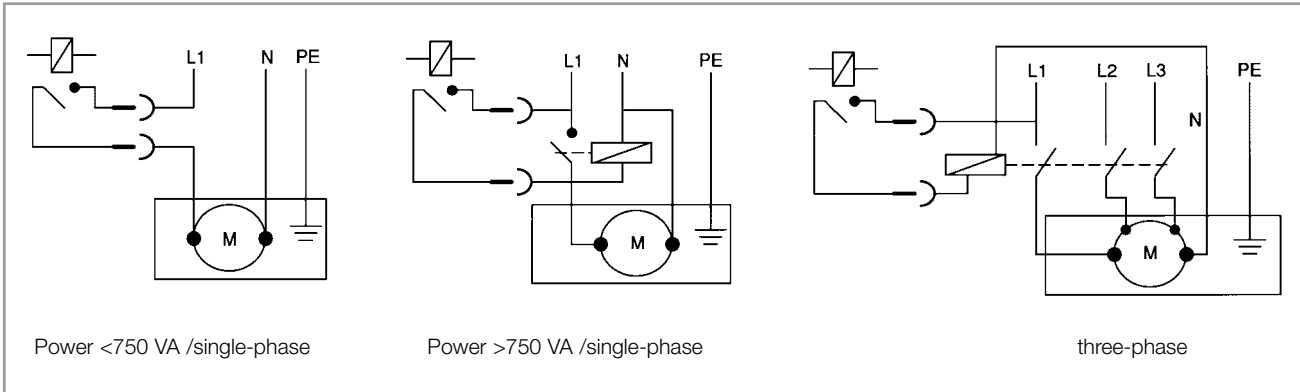 L1 N PE
M
Power <750 VA /single-phase
L1 N PE
M
Power >750 VA /single-phase
L1 L2 L3 PE
N
M
three-phase